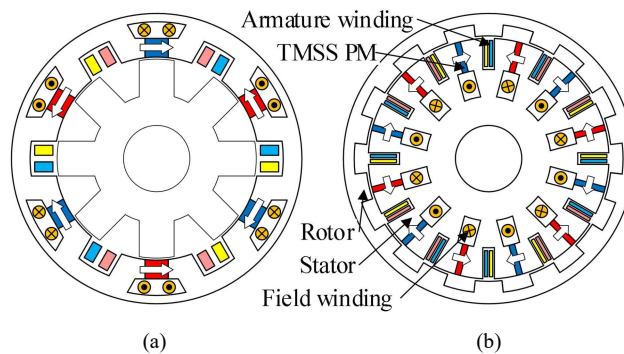 Armature winding
TMSS PM
Rotor
Stator
Field winding
(a)
(b)